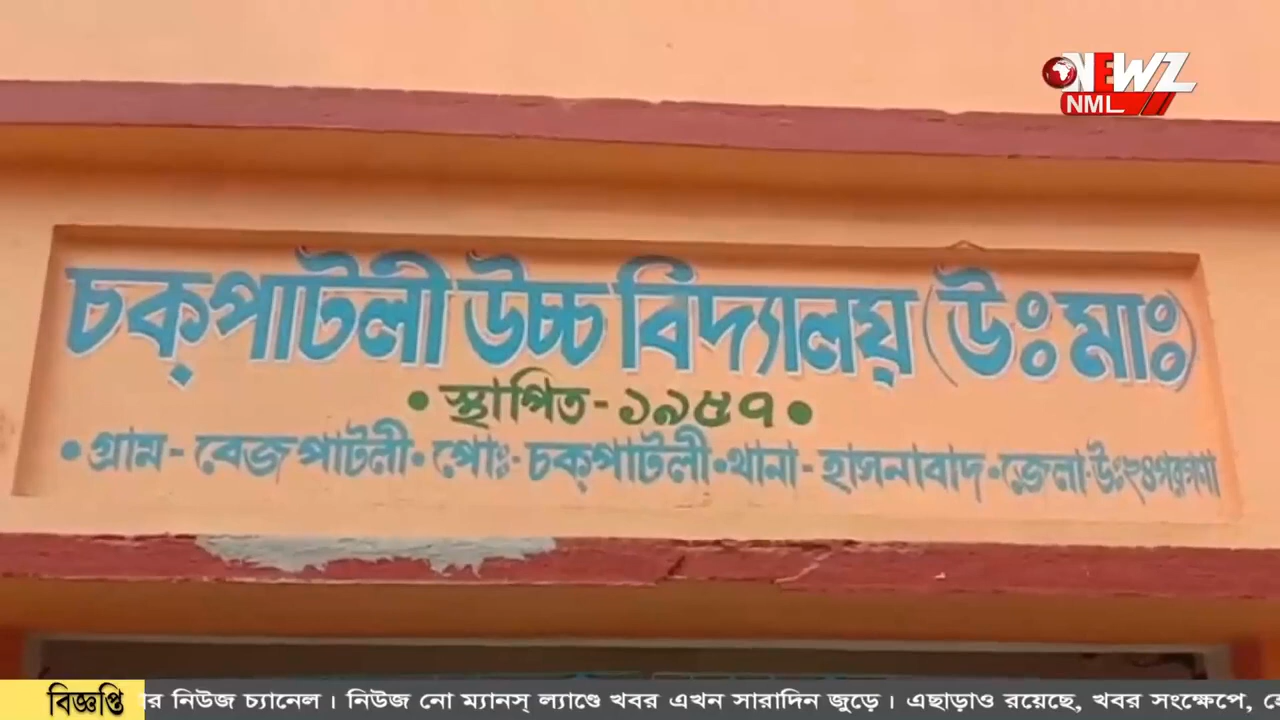 NEWZ
NML
চক্‌পাটলী উচ্চ বিদ্যালয় (উঃ মাঃ)
• স্থাপিত - ১৯৫৭ •
• গ্রাম - বেজপাটলী • পোঃ - চক্‌পাটলী • থানা - হাসনাবাদ • জেলা - উঃ ২৪ পরগনা
বিজ্ঞপ্তি
নিউজ চ্যানেল । নিউজ নো ম্যানস্ ল্যাণ্ডে খবর এখন সারাদিন জুড়ে । এছাড়াও রয়েছে, খবর সংক্ষেপে,